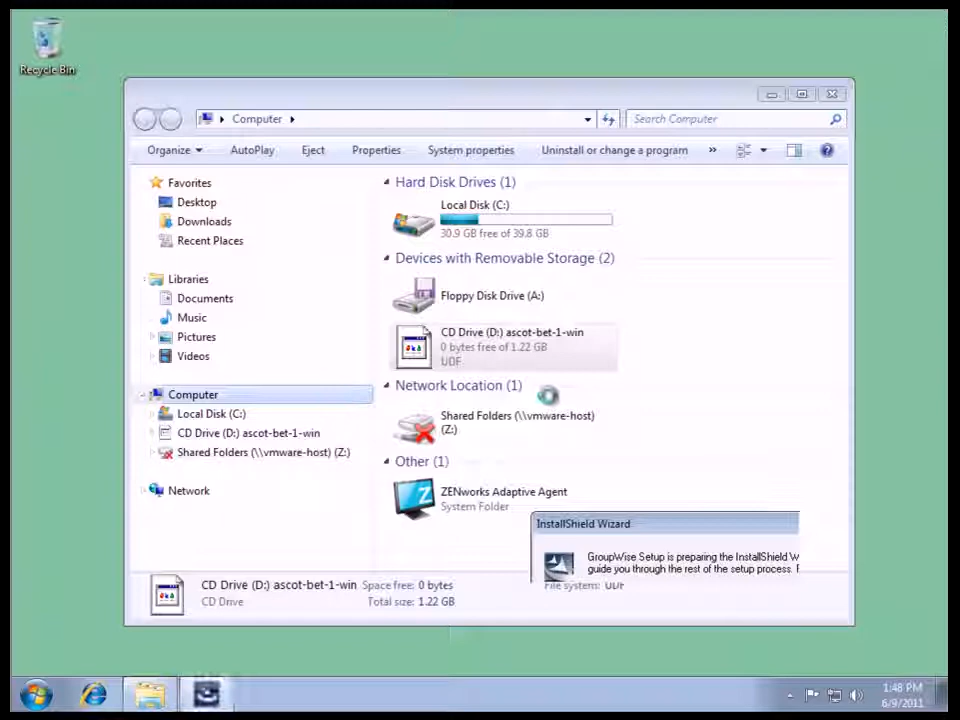 Recycle Bin
Computer
Search Computer
Organize
AutoPlay
Eject
Properties
System properties
Uninstall or change a program
»
Favorites
Desktop
Downloads
Recent Places
Libraries
Documents
Music
Pictures
Videos
Computer
Local Disk (C:)
CD Drive (D:) ascot-bet-1-win
Shared Folders (\\vmware-host) (Z:)
Network
Hard Disk Drives (1)
Local Disk (C:)
30.9 GB free of 39.8 GB
Devices with Removable Storage (2)
Floppy Disk Drive (A:)
CD Drive (D:) ascot-bet-1-win
0 bytes free of 1.22 GB
UDF
Network Location (1)
Shared Folders (\\vmware-host)
(Z:)
Other (1)
ZENworks Adaptive Agent
System Folder
InstallShield Wizard
GroupWise Setup is preparing the InstallShield W
guide you through the rest of the setup process. F
CD Drive (D:) ascot-bet-1-win Space free: 0 bytes
File system: UDF
CD Drive
Total size: 1.22 GB
1:48 PM
6/9/2011